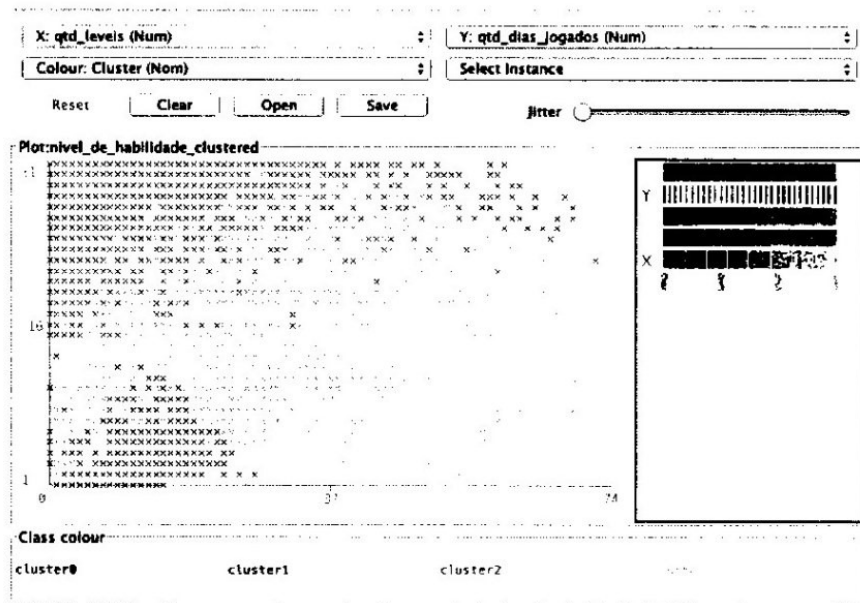 X: qtd_levels (Num) Y: qtd_dias_jogados (Num)
Colour: Cluster (Nom) Select Instance
Reset Clear Open Save Jitter
Plot:nivel_de_habilidade_clustered
Y
X
16
1
0 37 74
Class colour
cluster0 cluster1 cluster2